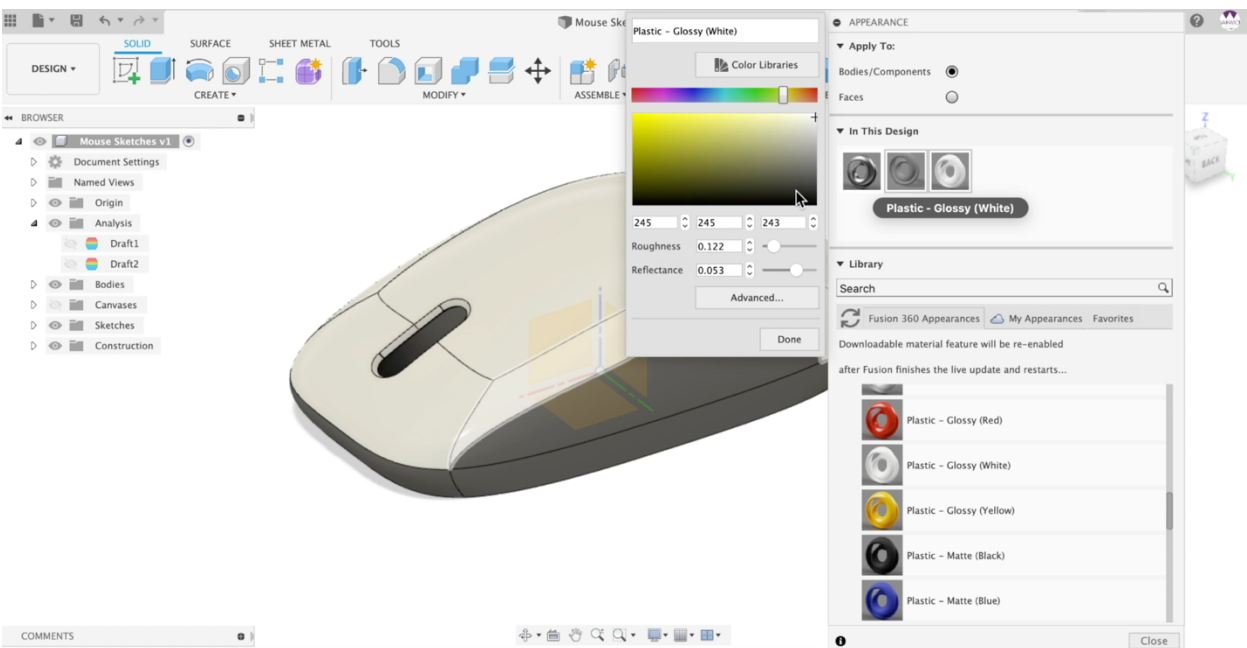 Mouse Ske
SOLID SURFACE SHEET METAL TOOLS
DESIGN
CREATE MODIFY ASSEMBLE
BROWSER
Mouse Sketches v1
Document Settings
Named Views
Origin
Analysis
Draft1
Draft2
Bodies
Canvases
Sketches
Construction
COMMENTS
Plastic - Glossy (White)
Color Libraries
245 245 243
Roughness 0.122
Reflectance 0.053
Advanced...
Done
APPEARANCE
Apply To:
Bodies/Components
Faces
In This Design
Plastic - Glossy (White)
Library
Search
Fusion 360 Appearances My Appearances Favorites
Downloadable material feature will be re-enabled
after Fusion finishes the live update and restarts...
Plastic - Glossy (Red)
Plastic - Glossy (White)
Plastic - Glossy (Yellow)
Plastic - Matte (Black)
Plastic - Matte (Blue)
Close
Z
BACK